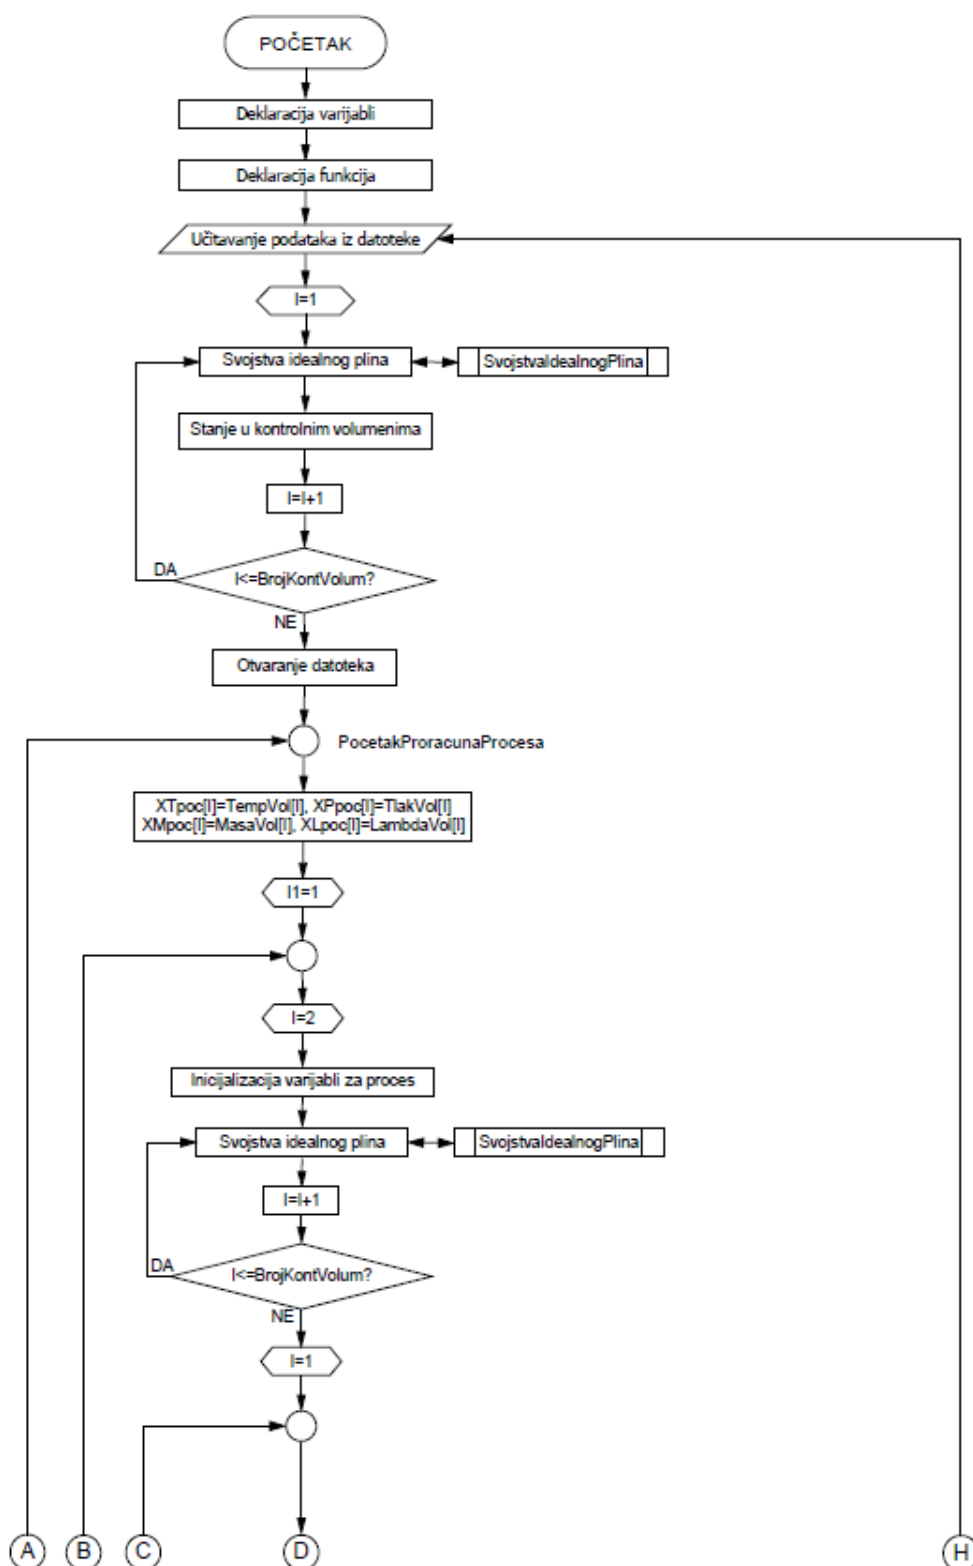 POČETAK
Deklaracija varijabli
Deklaracija funkcija
Učitavanje podataka iz datoteke
I=1
Svojstva idealnog plina
SvojstvaIdealnogPlina
Stanje u kontrolnim volumenima
I=I+1
DA
I<=BrojKontVolum?
NE
Otvaranje datoteka
PocetakProracunaProcesa
XTpoc[I]=TempVol[I], XPpoc[I]=TlakVol[I]
XMpoc[I]=MasaVol[I], XLpoc[I]=LambdaVol[I]
I1=1
I=2
Inicijalizacija varijabli za proces
Svojstva idealnog plina
SvojstvaIdealnogPlina
I=I+1
DA
I<=BrojKontVolum?
NE
I=1
A
B
C
D
H